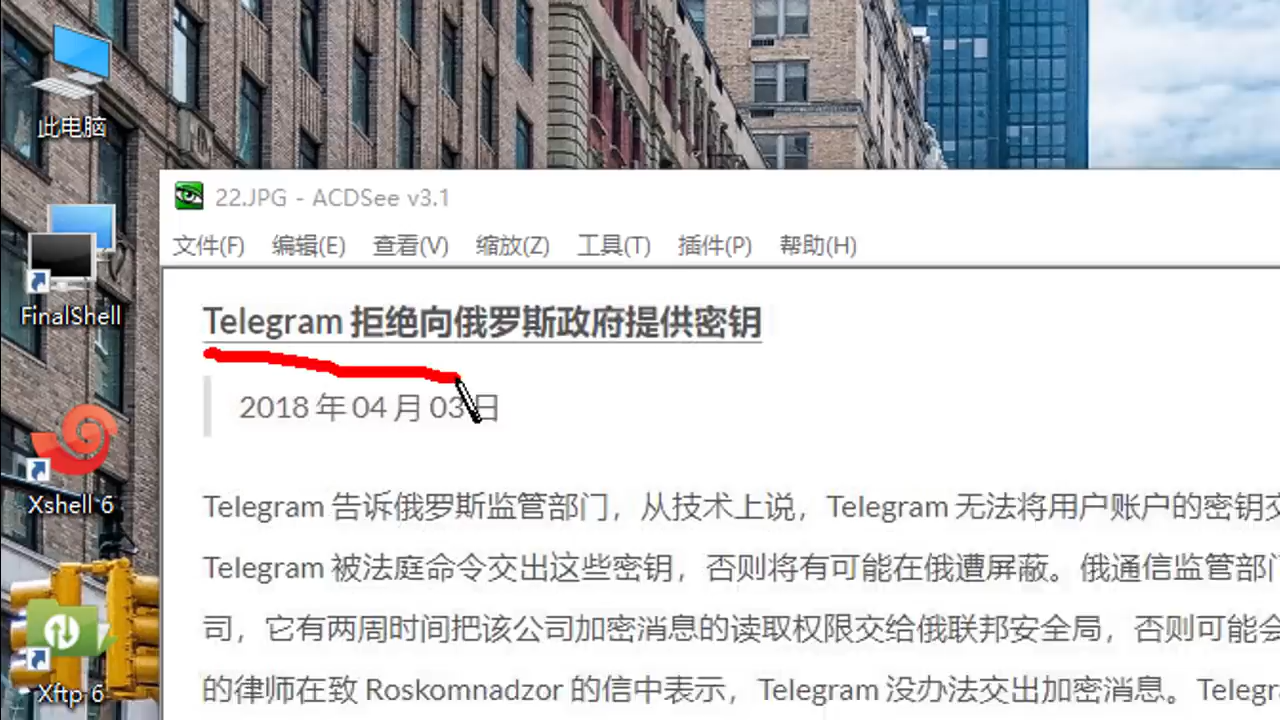 此电脑
22.JPG - ACDSee v3.1
文件(F) 编辑(E) 查看(V) 缩放(Z) 工具(T) 插件(P) 帮助(H)
FinalShell
Telegram 拒绝向俄罗斯政府提供密钥
2018 年 04 月 03 日
Xshell 6
Telegram 告诉俄罗斯监管部门，从技术上说，Telegram 无法将用户账户的密钥交
Telegram 被法庭命令交出这些密钥，否则将有可能在俄遭屏蔽。俄通信监管部门
司，它有两周时间把该公司加密消息的读取权限交给俄联邦安全局，否则可能会
Xftp 6
的律师在致 Roskomnadzor 的信中表示，Telegram 没办法交出加密消息。Telegr